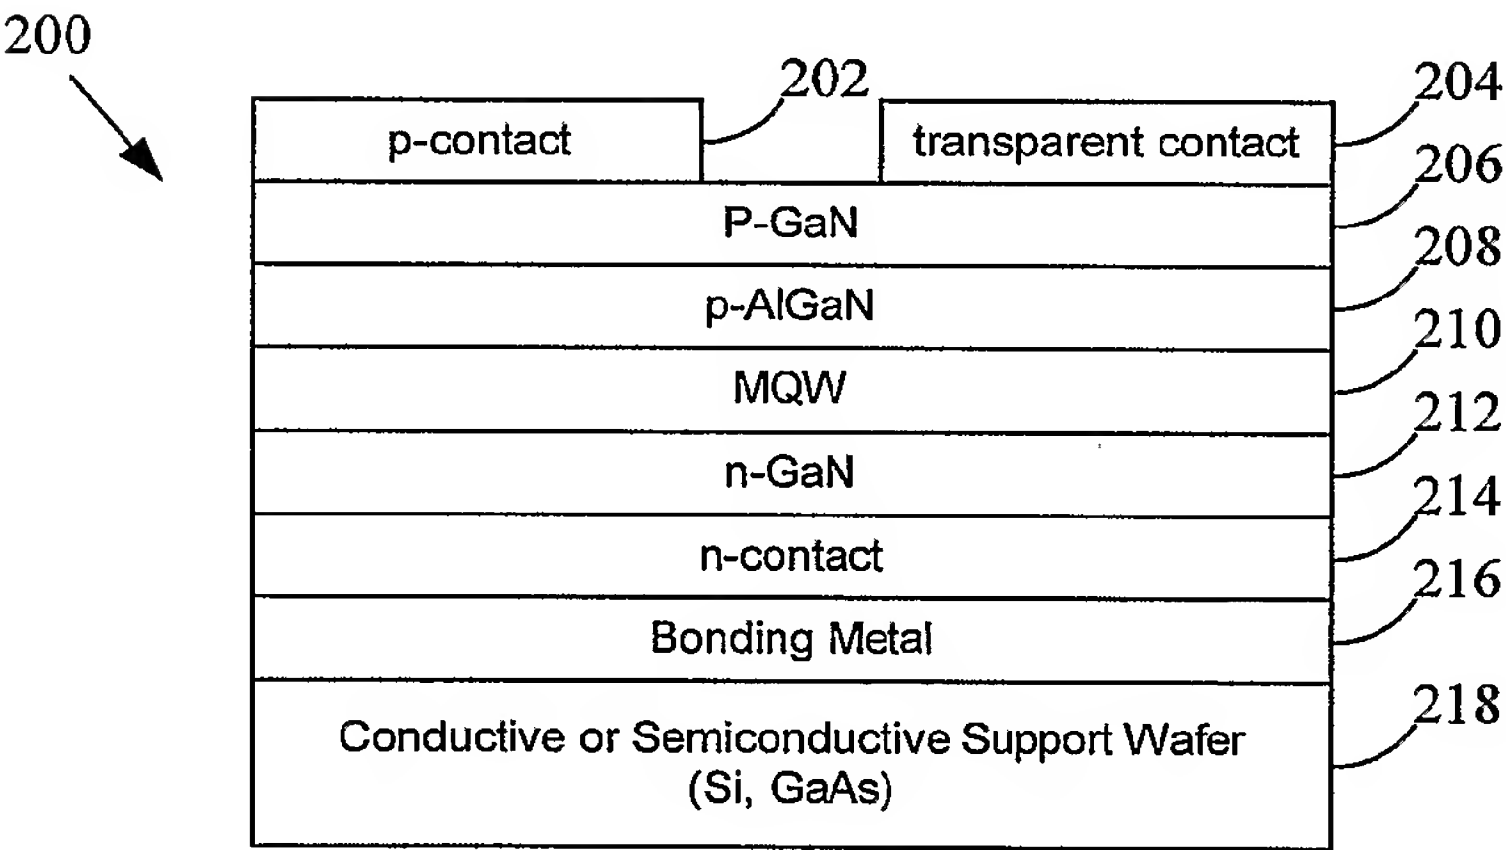 200
202
204
p-contact
transparent contact
206
P-GaN
208
p-AlGaN
210
MQW
212
n-GaN
214
n-contact
216
Bonding Metal
218
Conductive or Semiconductive Support Wafer
(Si, GaAs)